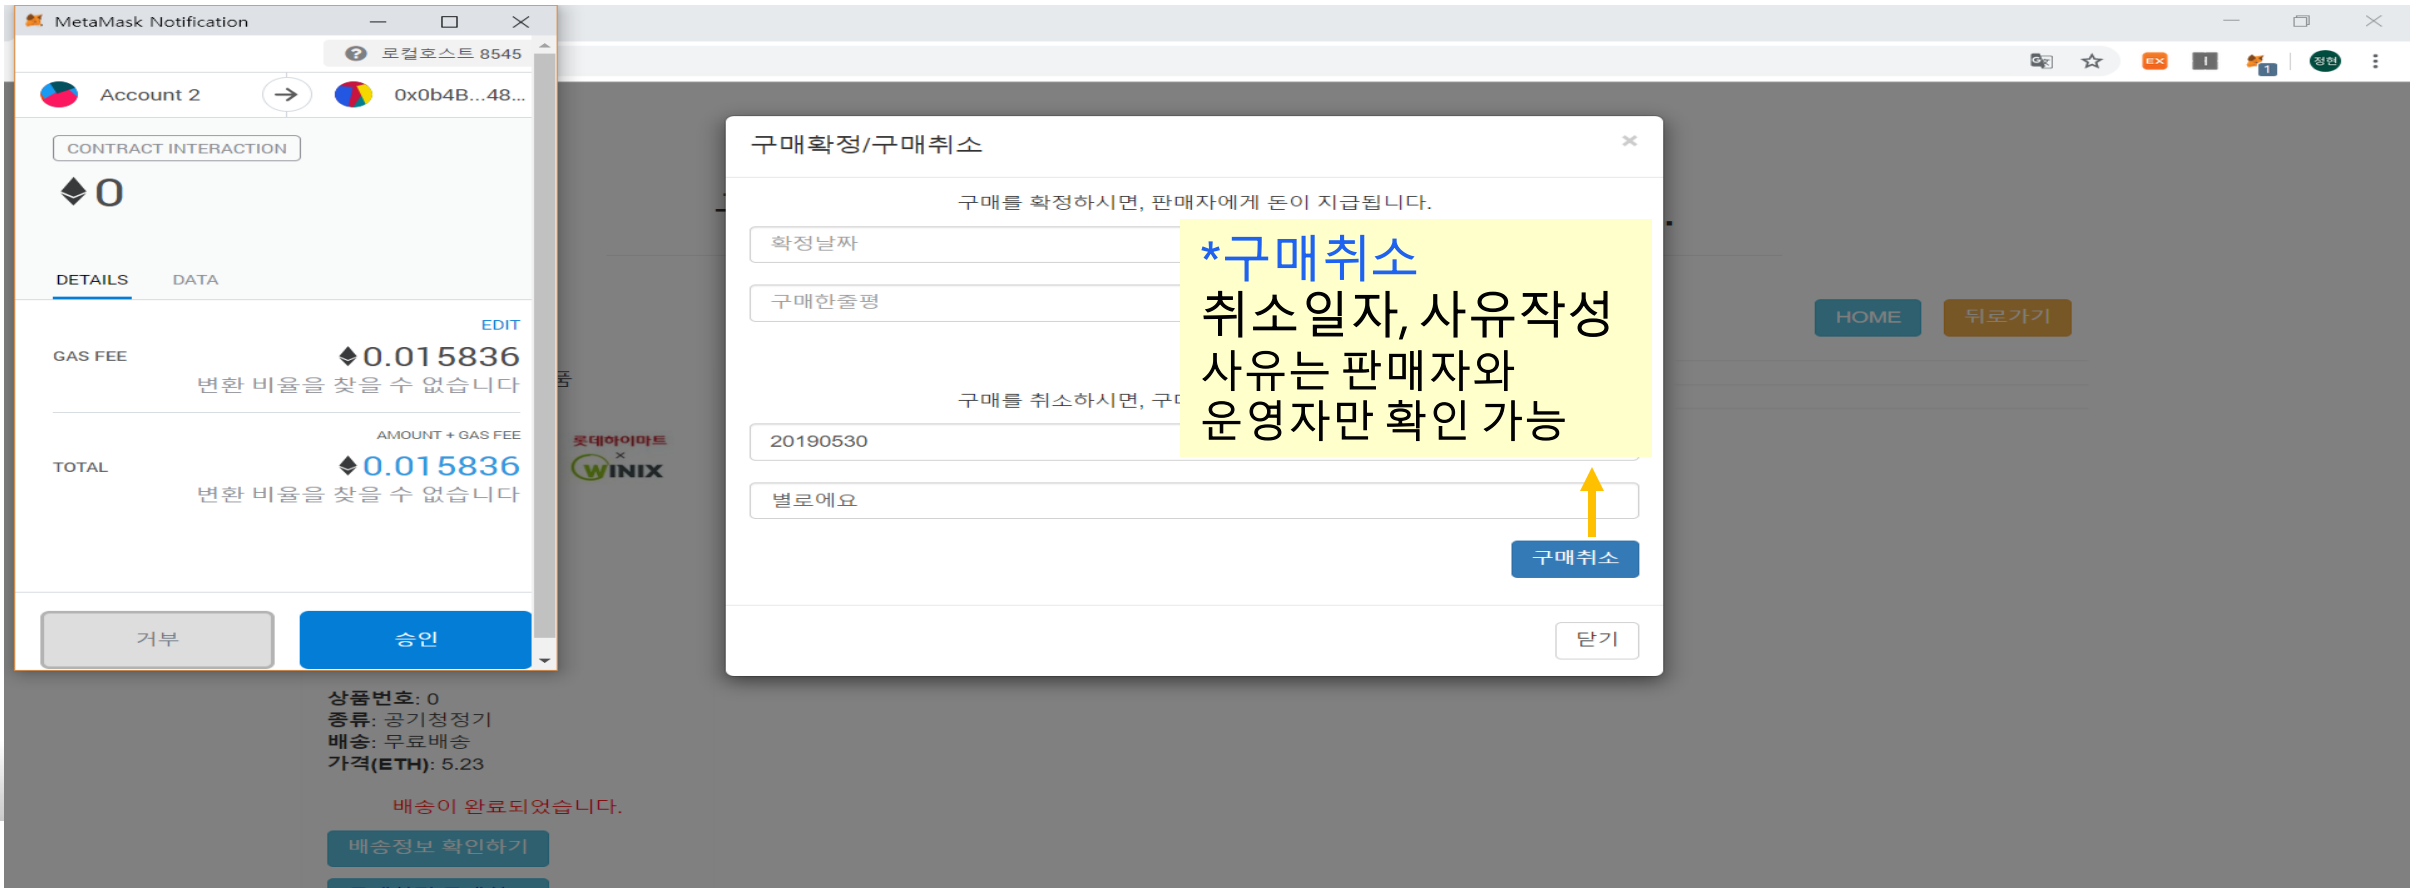 MetaMask Notification
로컬호스트 8545
Account 2
0x0b4B...48...
CONTRACT INTERACTION
0
DETAILS
DATA
EDIT
GAS FEE
0.015836
변환 비율을 찾을 수 없습니다
AMOUNT + GAS FEE
TOTAL
0.015836
변환 비율을 찾을 수 없습니다
거부
승인
EX
1
정현
구매확정/구매취소
×
구매를 확정하시면, 판매자에게 돈이 지급됩니다.
확정날짜
구매한줄평
*구매취소
취소일자, 사유작성
사유는 판매자와
운영자만 확인 가능
구매를 취소하시면,
20190530
별로에요
구매취소
닫기
HOME
뒤로가기
품
롯데하이마트
×
WINIX
상품번호: 0
종류: 공기청정기
배송: 무료배송
가격(ETH): 5.23
배송이 완료되었습니다.
배송정보 확인하기